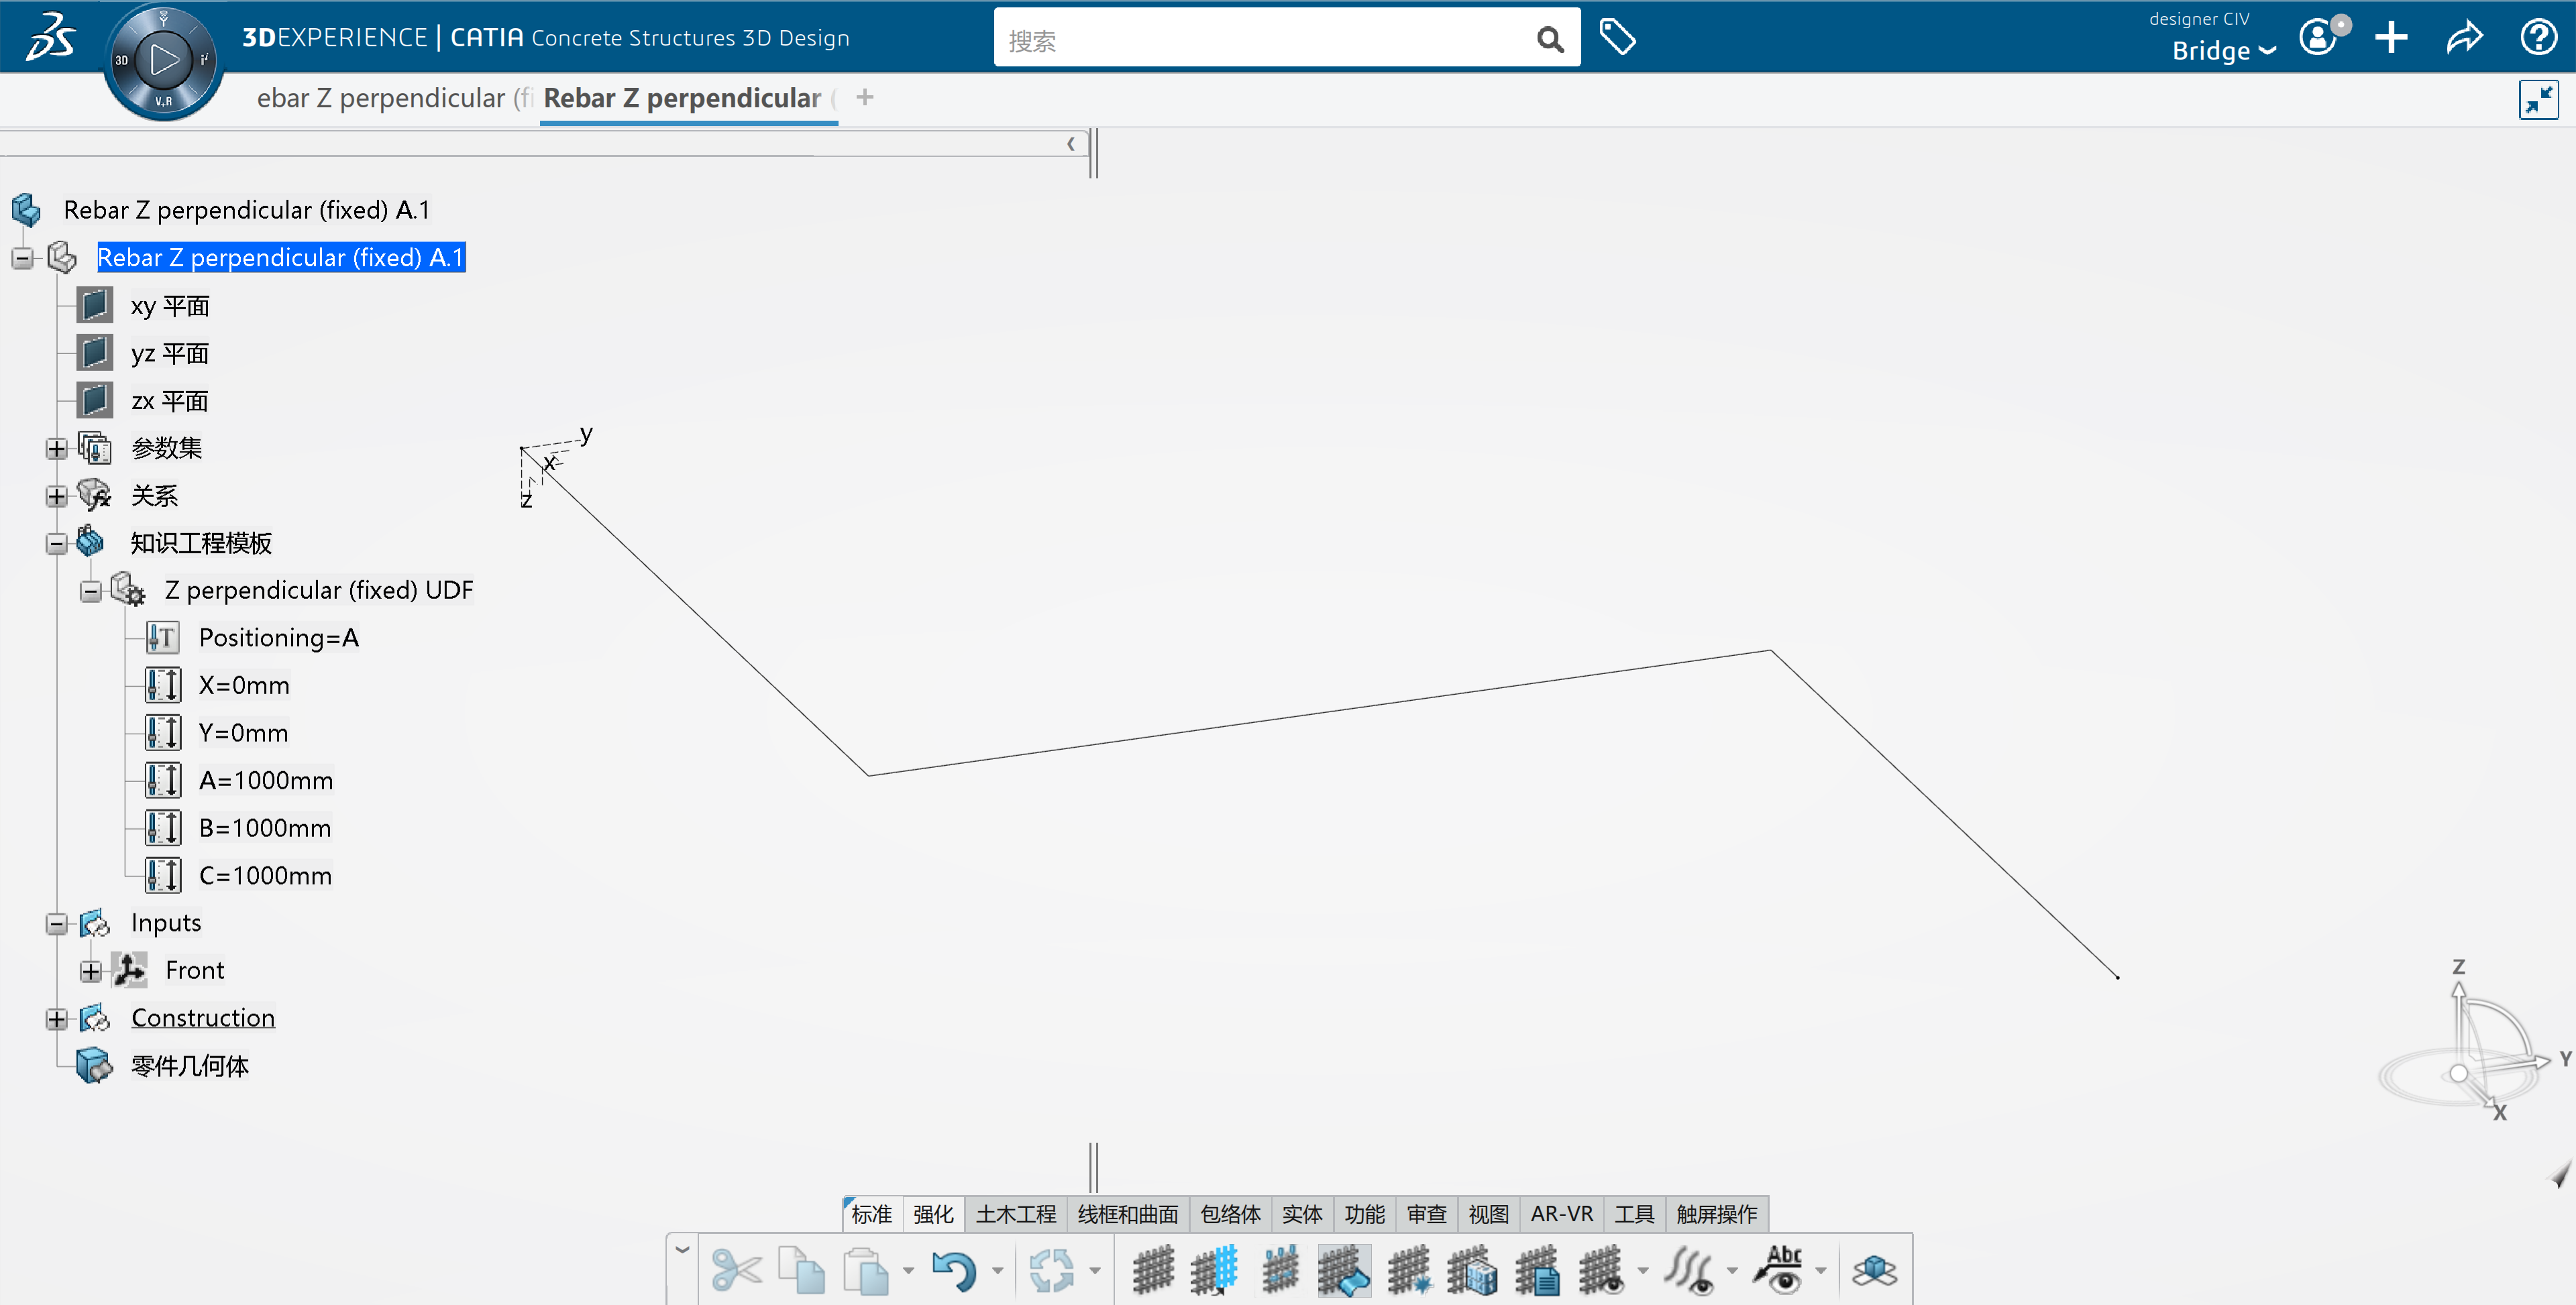 3DEXPERIENCE | CATIA Concrete Structures 3D Design
搜索
designer CIV
Bridge
3D
V,R
ebar Z perpendicular (fi
Rebar Z perpendicular (
Rebar Z perpendicular (fixed) A.1
Rebar Z perpendicular (fixed) A.1
xy 平面
yz 平面
zx 平面
参数集
关系
知识工程模板
Z perpendicular (fixed) UDF
Positioning=A
X=0mm
Y=0mm
A=1000mm
B=1000mm
C=1000mm
Inputs
Front
Construction
零件几何体
y
x
z
Z
Y
X
标准 强化 土木工程 线框和曲面 包络体 实体 功能 审查 视图 AR-VR 工具 触屏操作
Abc